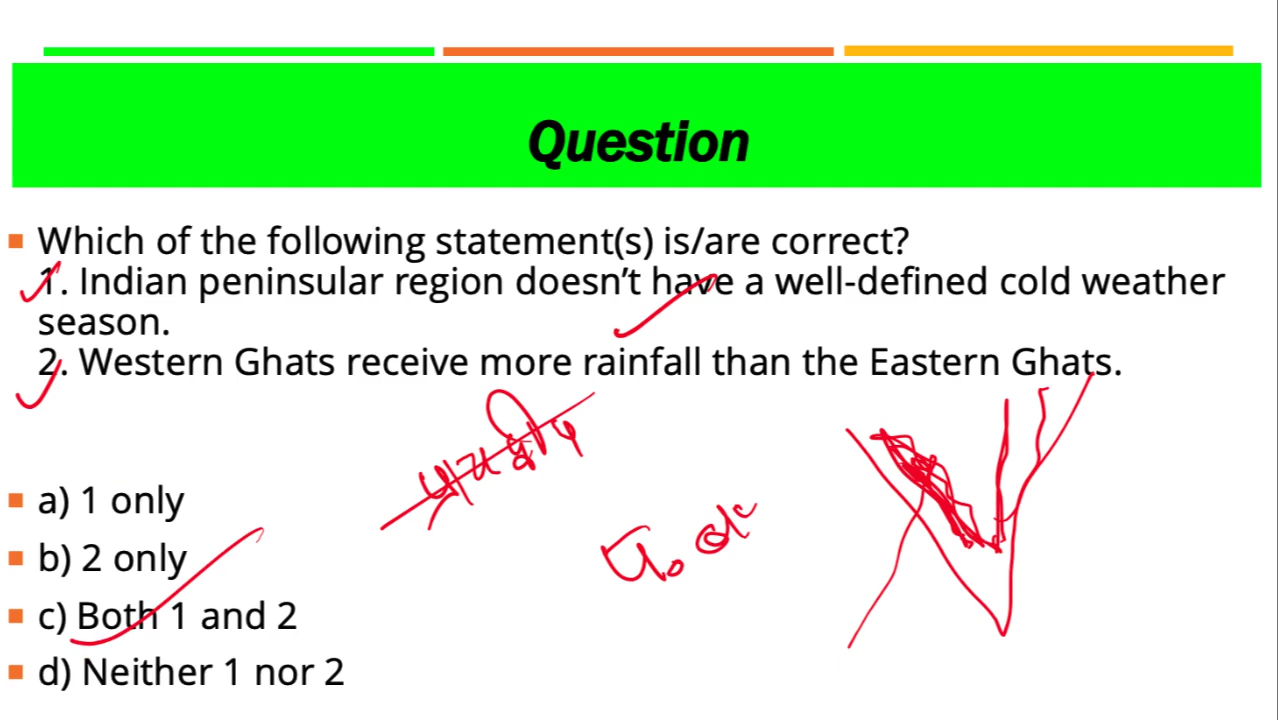 Question
Which of the following statement(s) is/are correct?
1. Indian peninsular region doesn’t have a well-defined cold weather
season.
2. Western Ghats receive more rainfall than the Eastern Ghats.
a) 1 only
b) 2 only
c) Both 1 and 2
d) Neither 1 nor 2